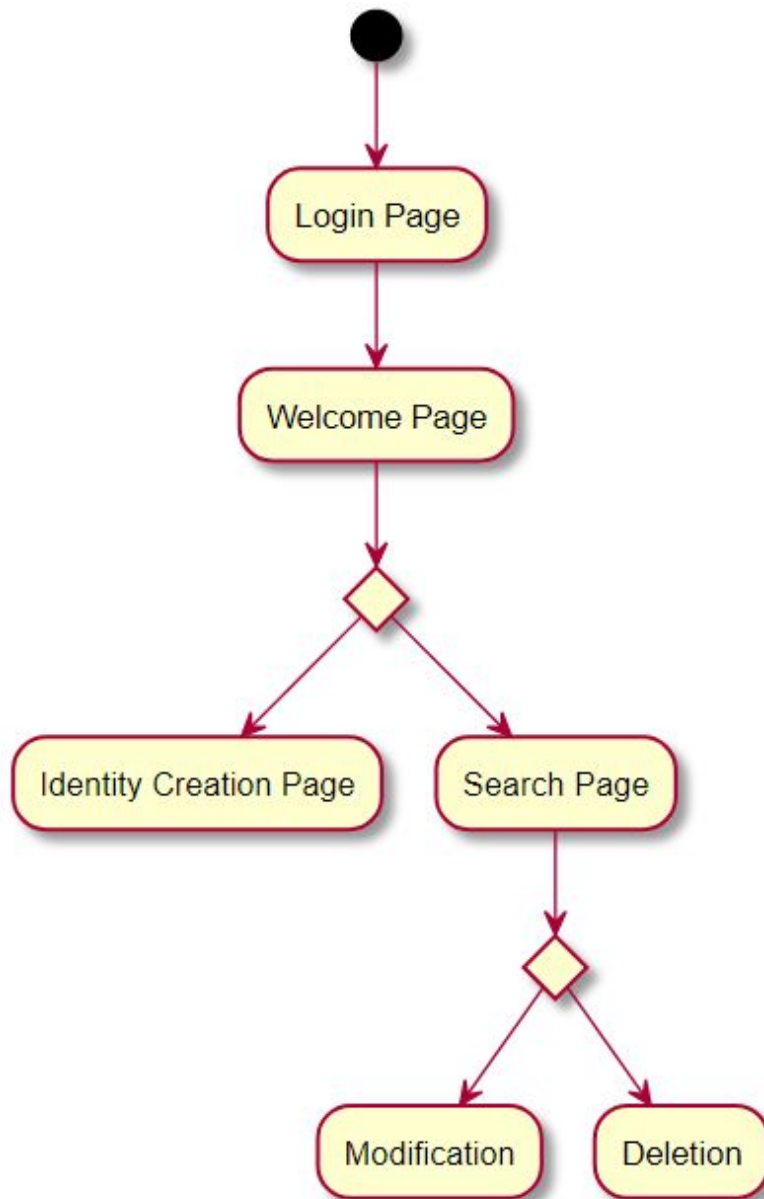 Login Page
Welcome Page
Identity Creation Page
Search Page
Modification
Deletion